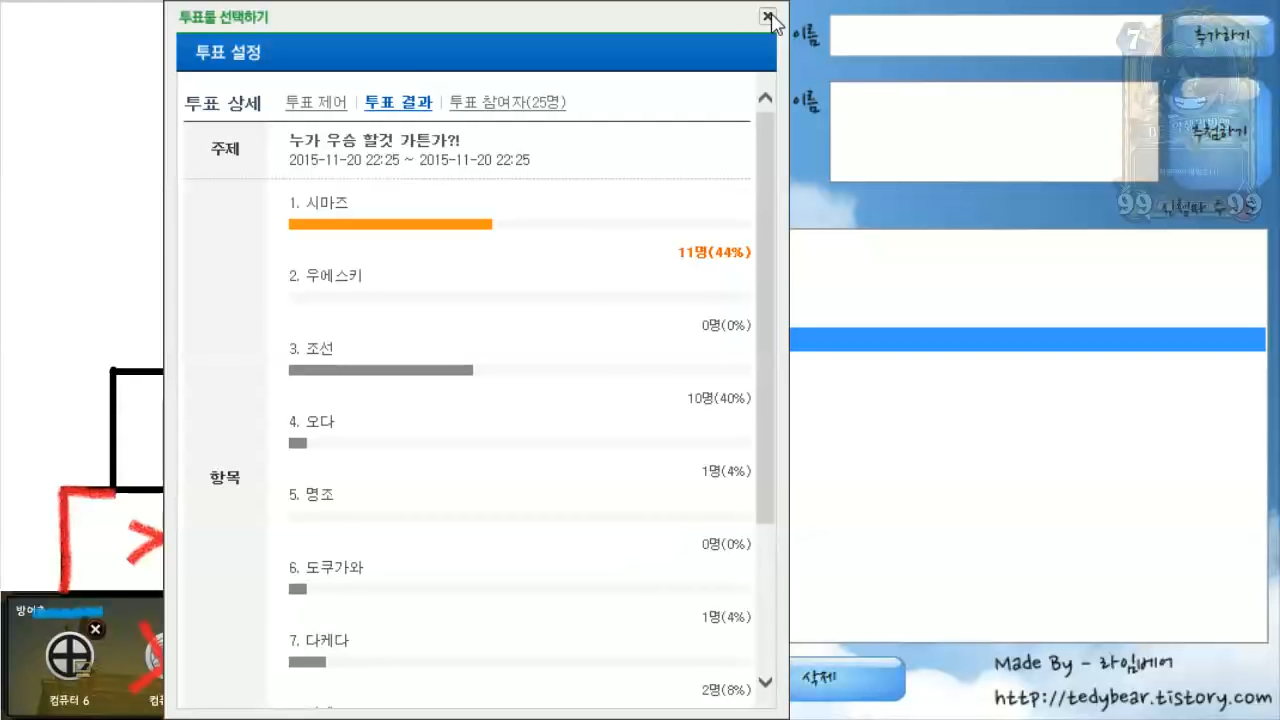 투표를 선택하기
투표 설정
투표 상세 투표 제어 투표 결과 투표 참여자(25명)
주제
누가 우승 할것 가튼가?!
2015-11-20 22:25 ~ 2015-11-20 22:25
항목
1. 시마즈
11명(44%)
2. 우에스키
0명(0%)
3. 조선
10명(40%)
4. 오다
1명(4%)
5. 명조
0명(0%)
6. 도쿠가와
1명(4%)
7. 다케다
2명(8%)
이름
추가하기
7
이름
추첨하기
99
99
삭제
Made By - 라임베어
http://tedybear.tistory.com
컴퓨터 6